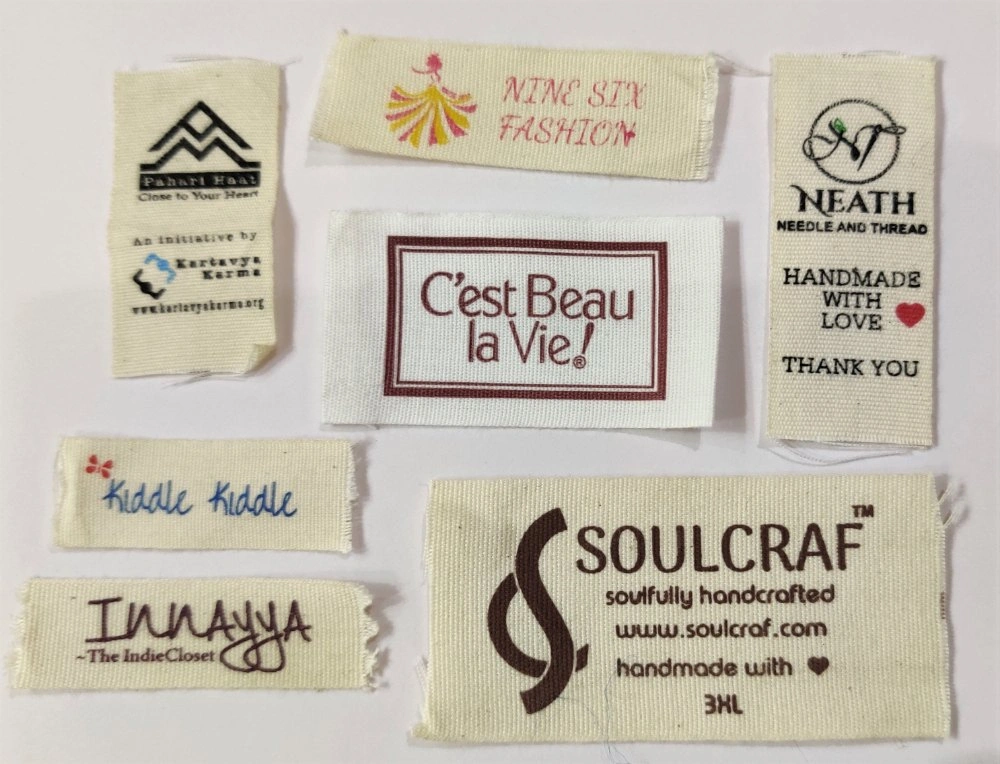 Pahari Haat
Close to Your Heart
An initiative by
Kartavya
Karma
www.kartavyakarma.org
NINE SIX
FASHION
NT
NEATH
NEEDLE AND THREAD
HANDMADE
WITH
LOVE
THANK YOU
C'est Beau
la Vie!®
Kiddle Kiddle
INNAyyA
~The IndieCloset
SOULCRAF™
soulfully handcrafted
www.soulcraf.com
handmade with
3XL